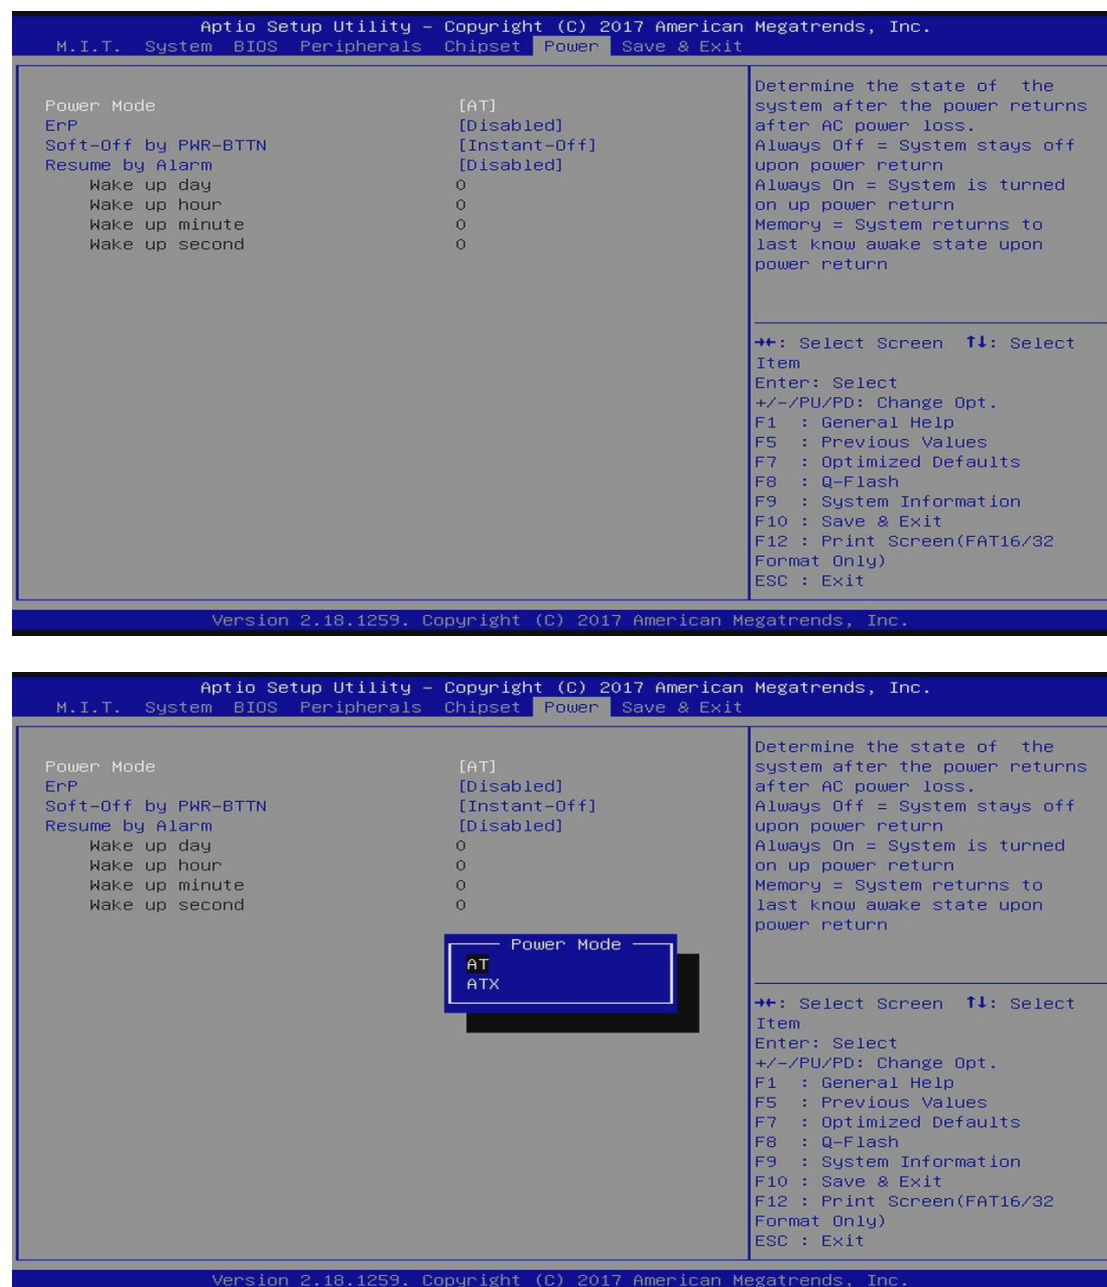 Aptio Setup Utility – Copyright (C) 2017 American Megatrends, Inc.
M.I.T. System BIOS Peripherals Chipset Power Save & Exit
Power Mode [AT]
ErP [Disabled]
Soft-Off by PWR-BTTN [Instant-Off]
Resume by Alarm [Disabled]
Wake up day 0
Wake up hour 0
Wake up minute 0
Wake up second 0
Determine the state of the
system after the power returns
after AC power loss.
Always Off = System stays off
upon power return
Always On = System is turned
on up power return
Memory = System returns to
last know awake state upon
power return
→←: Select Screen ↑↓: Select
Item
Enter: Select
+/-/PU/PD: Change Opt.
F1 : General Help
F5 : Previous Values
F7 : Optimized Defaults
F8 : Q-Flash
F9 : System Information
F10 : Save & Exit
F12 : Print Screen(FAT16/32
Format Only)
ESC : Exit
Version 2.18.1259. Copyright (C) 2017 American Megatrends, Inc.
Aptio Setup Utility – Copyright (C) 2017 American Megatrends, Inc.
M.I.T. System BIOS Peripherals Chipset Power Save & Exit
Power Mode [AT]
ErP [Disabled]
Soft-Off by PWR-BTTN [Instant-Off]
Resume by Alarm [Disabled]
Wake up day 0
Wake up hour 0
Wake up minute 0
Wake up second 0
Power Mode
AT
ATX
Determine the state of the
system after the power returns
after AC power loss.
Always Off = System stays off
upon power return
Always On = System is turned
on up power return
Memory = System returns to
last know awake state upon
power return
→←: Select Screen ↑↓: Select
Item
Enter: Select
+/-/PU/PD: Change Opt.
F1 : General Help
F5 : Previous Values
F7 : Optimized Defaults
F8 : Q-Flash
F9 : System Information
F10 : Save & Exit
F12 : Print Screen(FAT16/32
Format Only)
ESC : Exit
Version 2.18.1259. Copyright (C) 2017 American Megatrends, Inc.